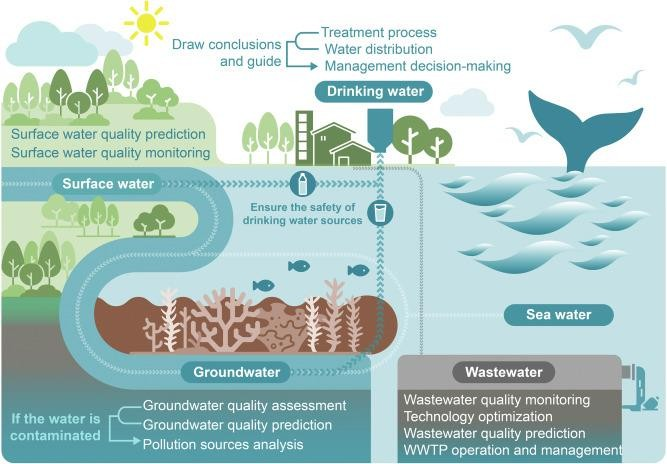 Draw conclusions
and guide
Treatment process
Water distribution
Management decision-making
Drinking water
Surface water quality prediction
Surface water quality monitoring
Surface water
Ensure the safety of
drinking water sources
Sea water
Groundwater
Wastewater
If the water is
contaminated
Groundwater quality assessment
Groundwater quality prediction
Pollution sources analysis
Wastewater quality monitoring
Technology optimization
Wastewater quality prediction
WWTP operation and management